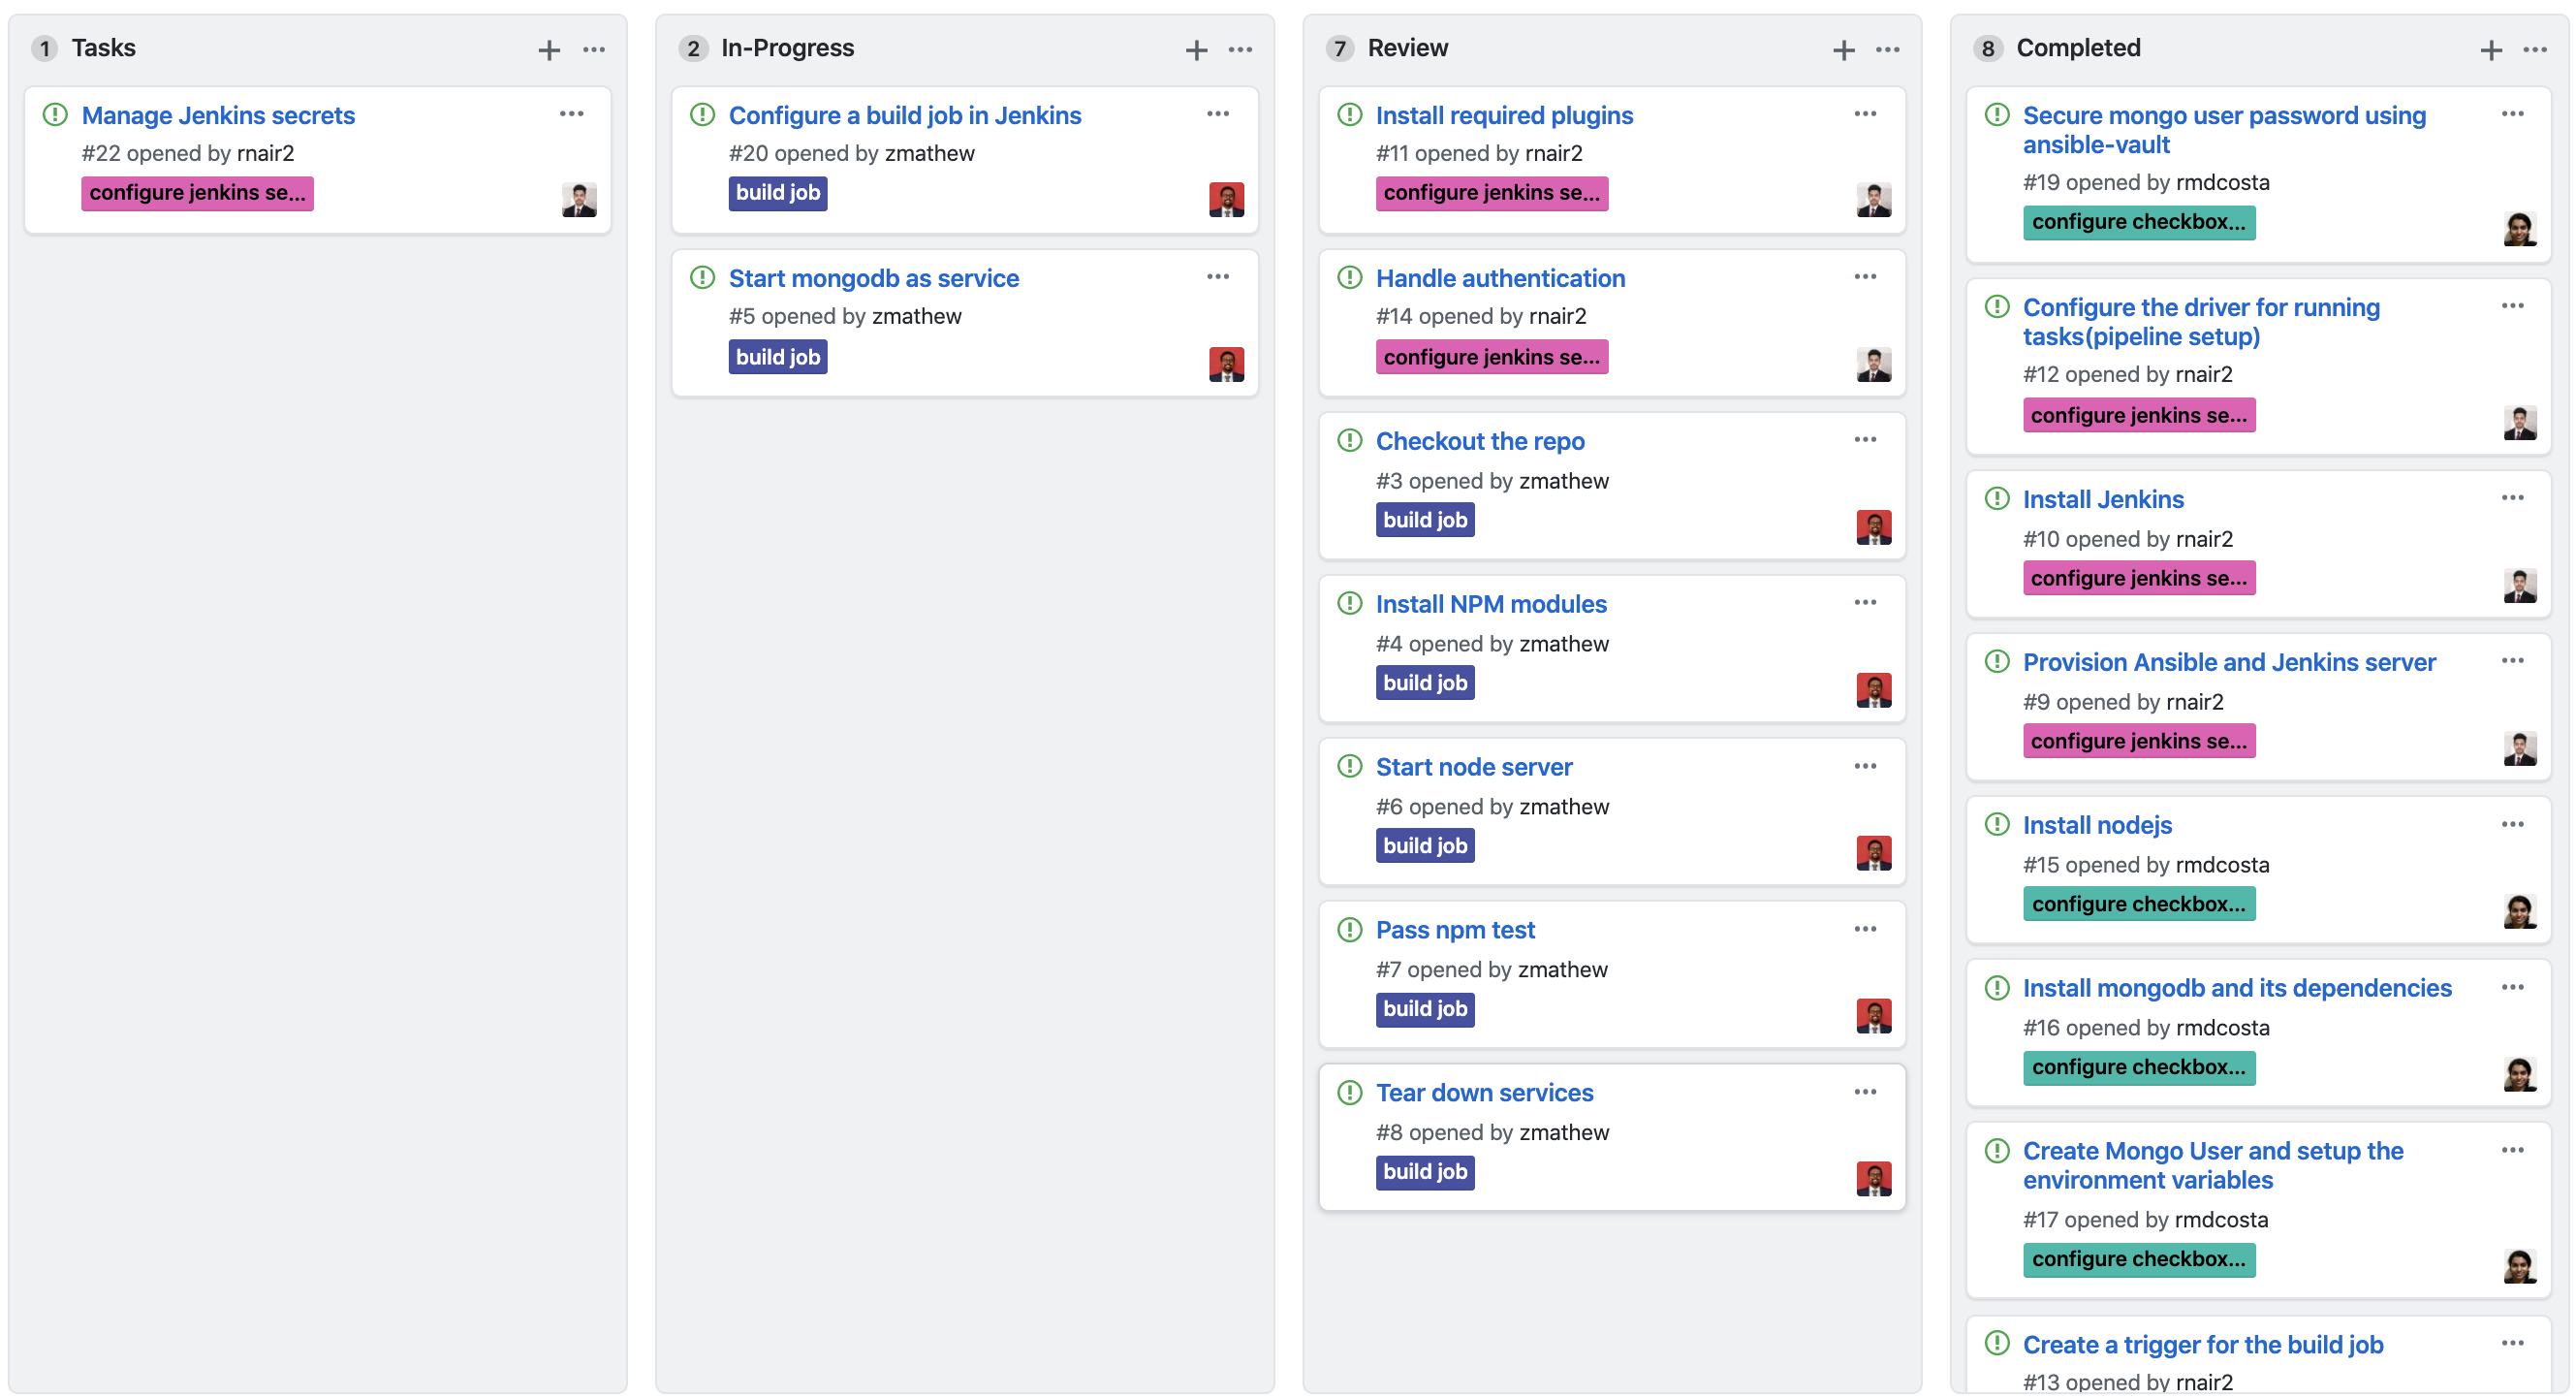 1 Tasks
Manage Jenkins secrets
#22 opened by rnair2
configure jenkins se...
2 In-Progress
Configure a build job in Jenkins
#20 opened by zmathew
build job
Start mongodb as service
#5 opened by zmathew
build job
7 Review
Install required plugins
#11 opened by rnair2
configure jenkins se...
Handle authentication
#14 opened by rnair2
configure jenkins se...
Checkout the repo
#3 opened by zmathew
build job
Install NPM modules
#4 opened by zmathew
build job
Start node server
#6 opened by zmathew
build job
Pass npm test
#7 opened by zmathew
build job
Tear down services
#8 opened by zmathew
build job
8 Completed
Secure mongo user password using
ansible-vault
#19 opened by rmdcosta
configure checkbox...
Configure the driver for running
tasks(pipeline setup)
#12 opened by rnair2
configure jenkins se...
Install Jenkins
#10 opened by rnair2
configure jenkins se...
Provision Ansible and Jenkins server
#9 opened by rnair2
configure jenkins se...
Install nodejs
#15 opened by rmdcosta
configure checkbox...
Install mongodb and its dependencies
#16 opened by rmdcosta
configure checkbox...
Create Mongo User and setup the
environment variables
#17 opened by rmdcosta
configure checkbox...
Create a trigger for the build job
#13 opened by rnair2